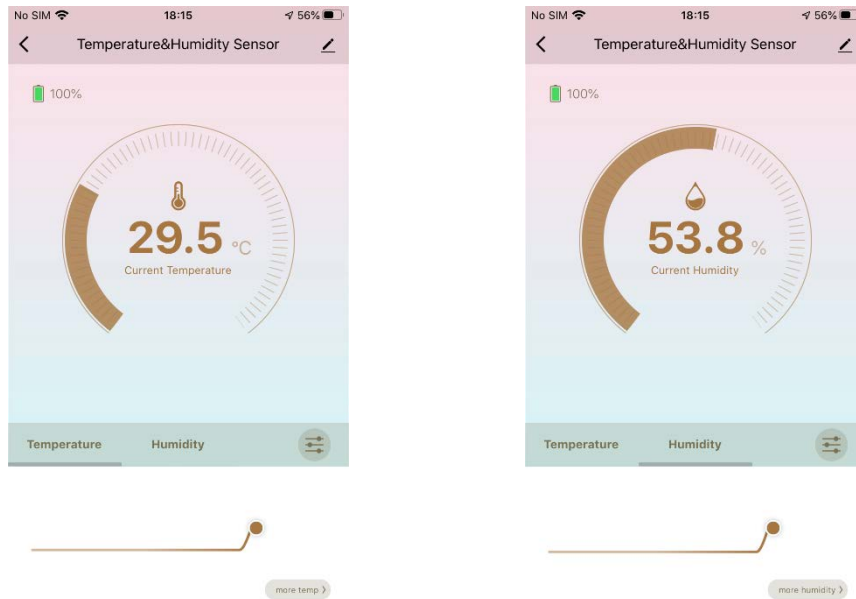 No SIM 18:15 56%
Temperature&Humidity Sensor
100%
29.5 °C
Current Temperature
Temperature Humidity
more temp
No SIM 18:15 56%
Temperature&Humidity Sensor
100%
53.8 %
Current Humidity
Temperature Humidity
more humidity